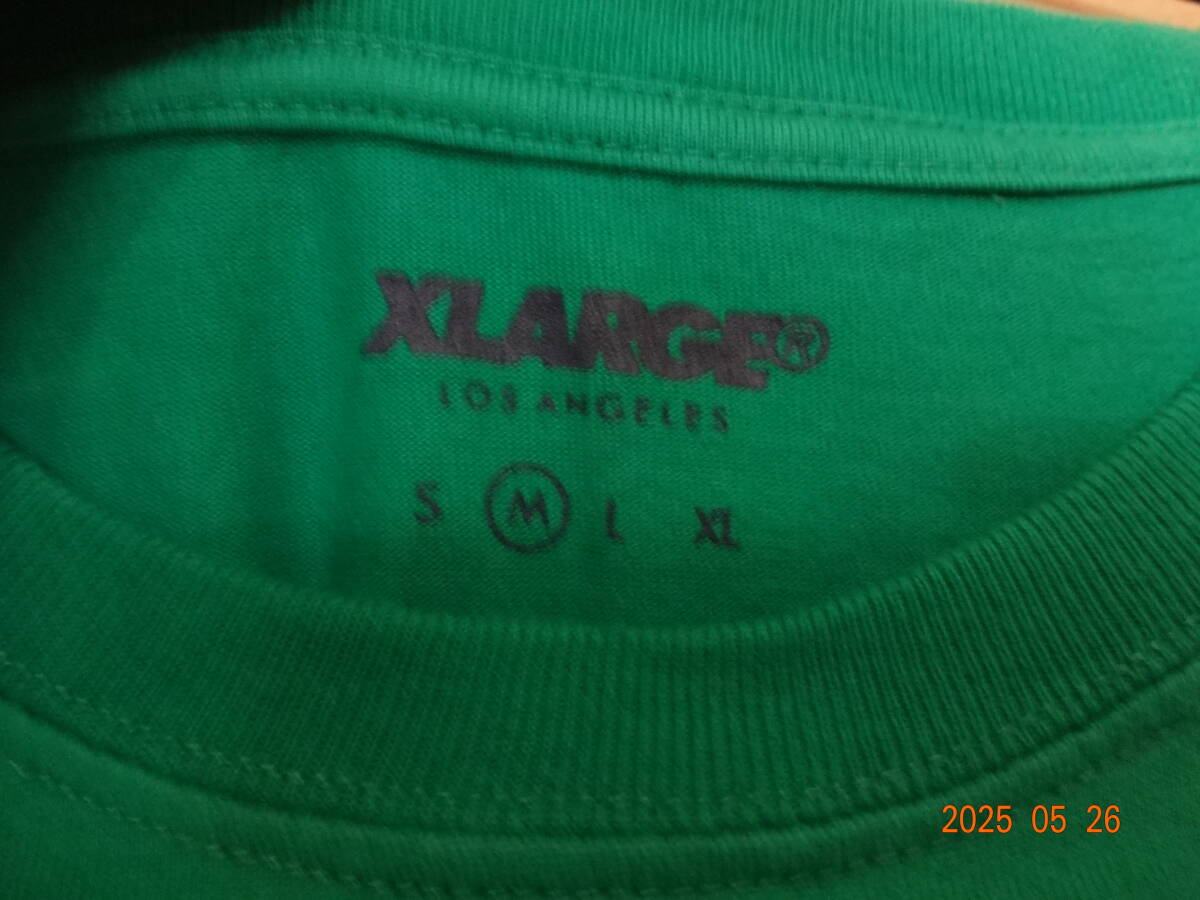 XLARGE®
LOS ANGELES
S M L XL
2025 05 26